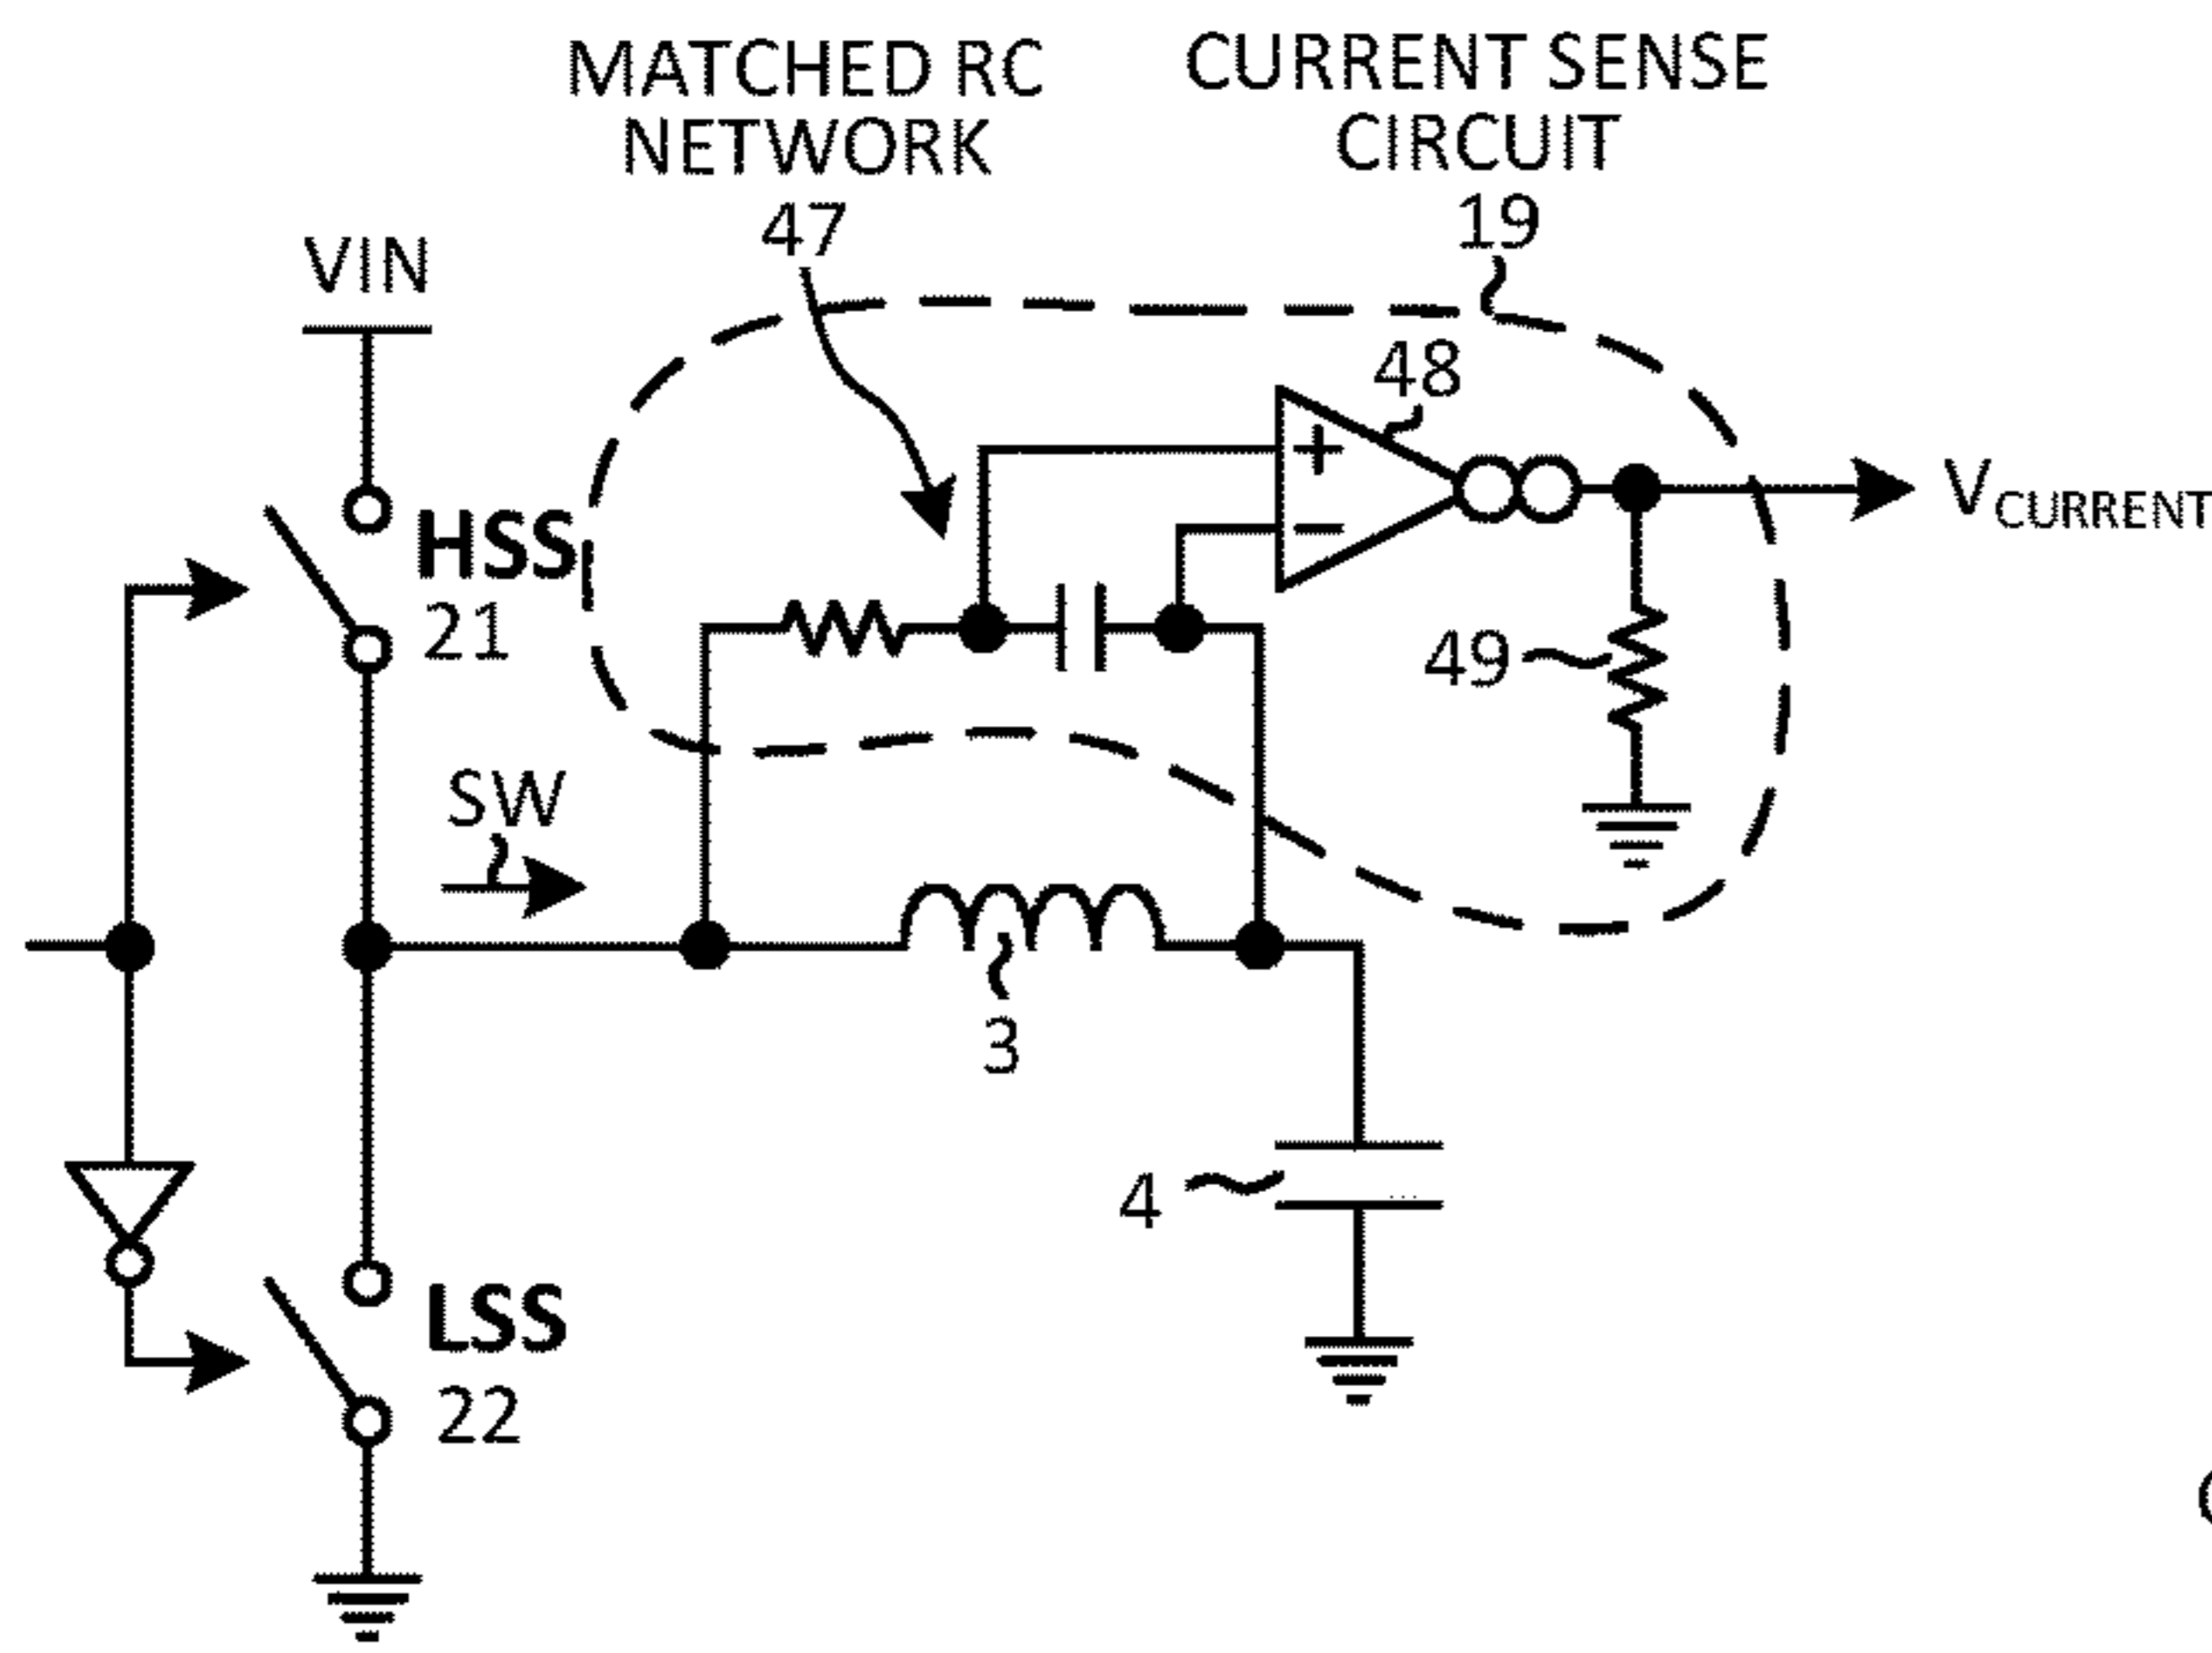 MATCHED RC
NETWORK
47
CURRENT SENSE
CIRCUIT
19
VIN
48
+
−
VCURRENT
HSS
21
49
SW
3
4
LSS
22